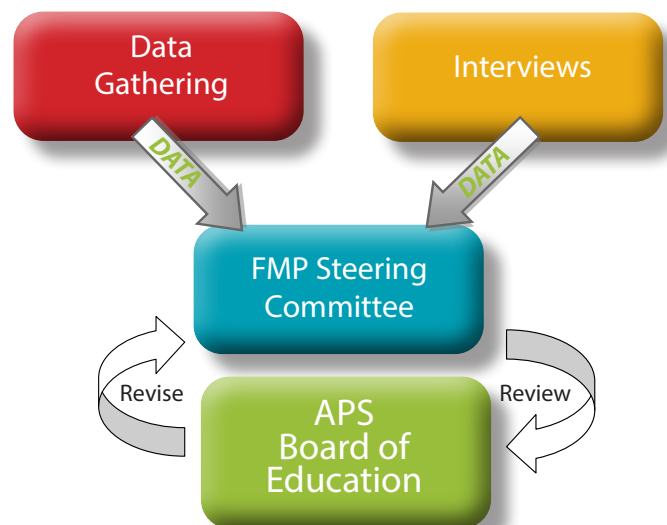 Data
Gathering
Interviews
DATA
DATA
FMP Steering
Committee
Revise
Review
APS
Board of
Education